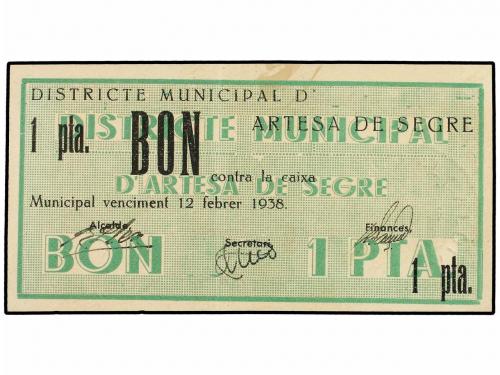 DISTRICTE MUNICIPAL D'
ARTESA DE SEGRE
1 pta. BON
DISTRICTE MUNICIPAL
contra la caixa
D'ARTESA DE SEGRE
Municipal venciment 12 febrer 1938.
Alcalde, Secretari, Finances,
BON 1 PTA
1 pta.